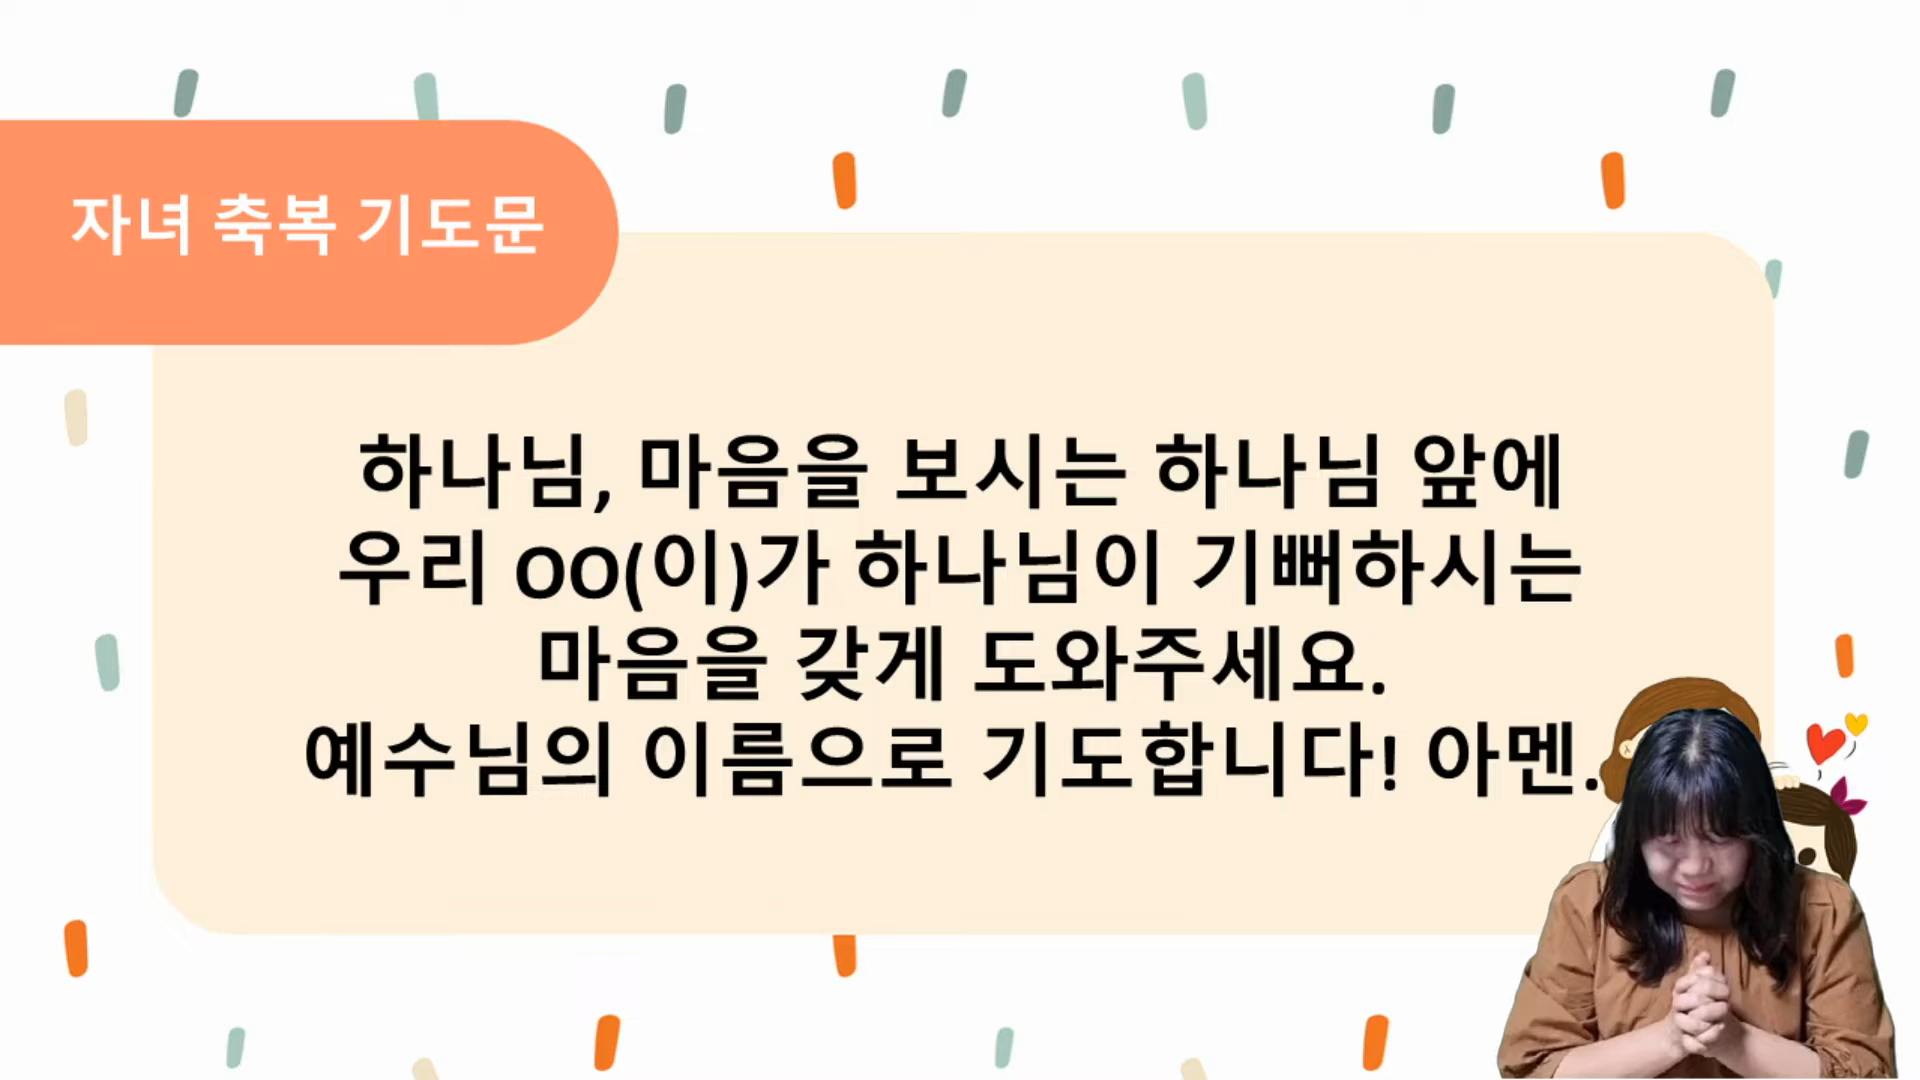 자녀 축복 기도문
하나님, 마음을 보시는 하나님 앞에
우리 OO(이)가 하나님이 기뻐하시는
마음을 갖게 도와주세요.
예수님의 이름으로 기도합니다! 아멘.